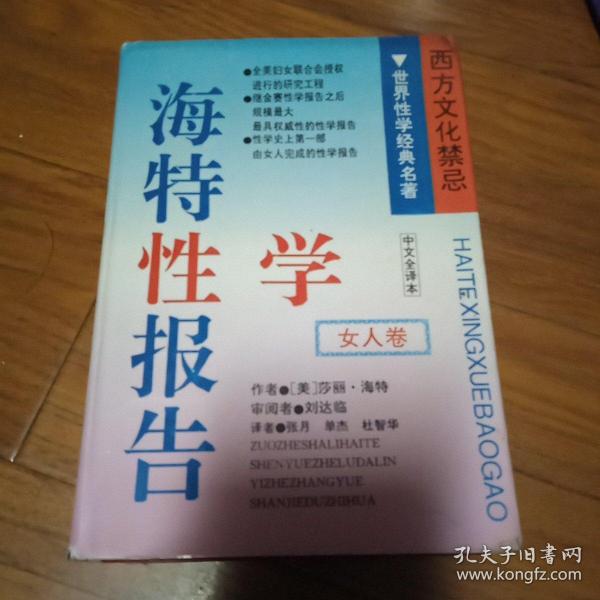 西方文化禁忌
▼世界性学经典名著
●全美妇女联合会授权
进行的研究工程
●继金赛性学报告之后
规模最大
最具权威性的性学报告
●性学史上第一部
由女人完成的性学报告
海特性学报告
中文全译本
女人卷
HAITEXINGXUEBAOGAO
作者●[美]莎丽·海特
审阅者●刘达临
译者●张月 单杰 杜智华
ZUOZHESHALIHAITE
SHENYUEZHELUDALIN
YIZHEZHANGYUE
SHANJIEDUZHIHUA
孔夫子旧书网
www.kongfz.com